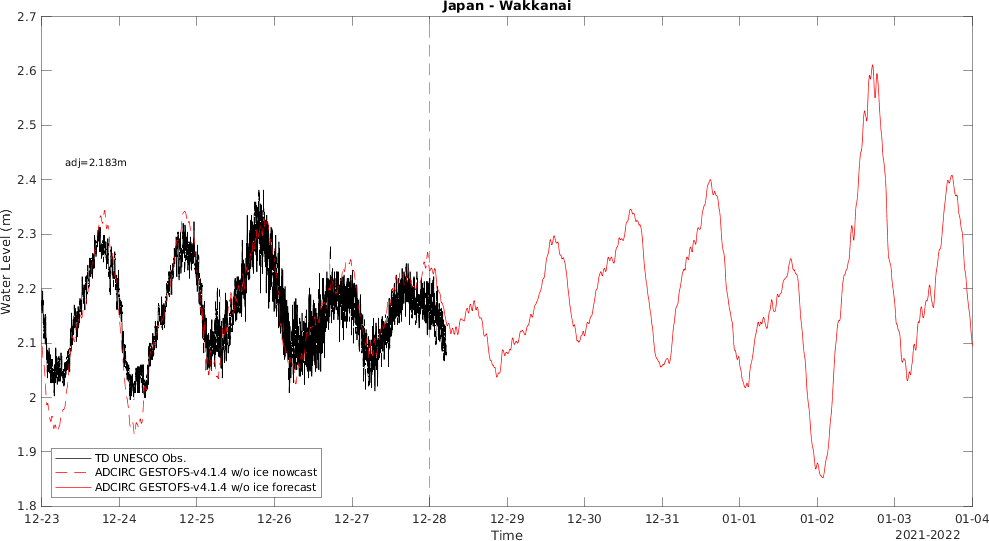 Japan - Wakkanai
2.7
2.6
2.5
2.4
2.3
2.2
2.1
2
1.9
1.8
Water Level (m)
adj=2.183m
TD UNESCO Obs.
ADCIRC GESTOFS-v4.1.4 w/o ice nowcast
ADCIRC GESTOFS-v4.1.4 w/o ice forecast
12-23 12-24 12-25 12-26 12-27 12-28 12-29 12-30 12-31 01-01 01-02 01-03 01-04
Time
2021-2022